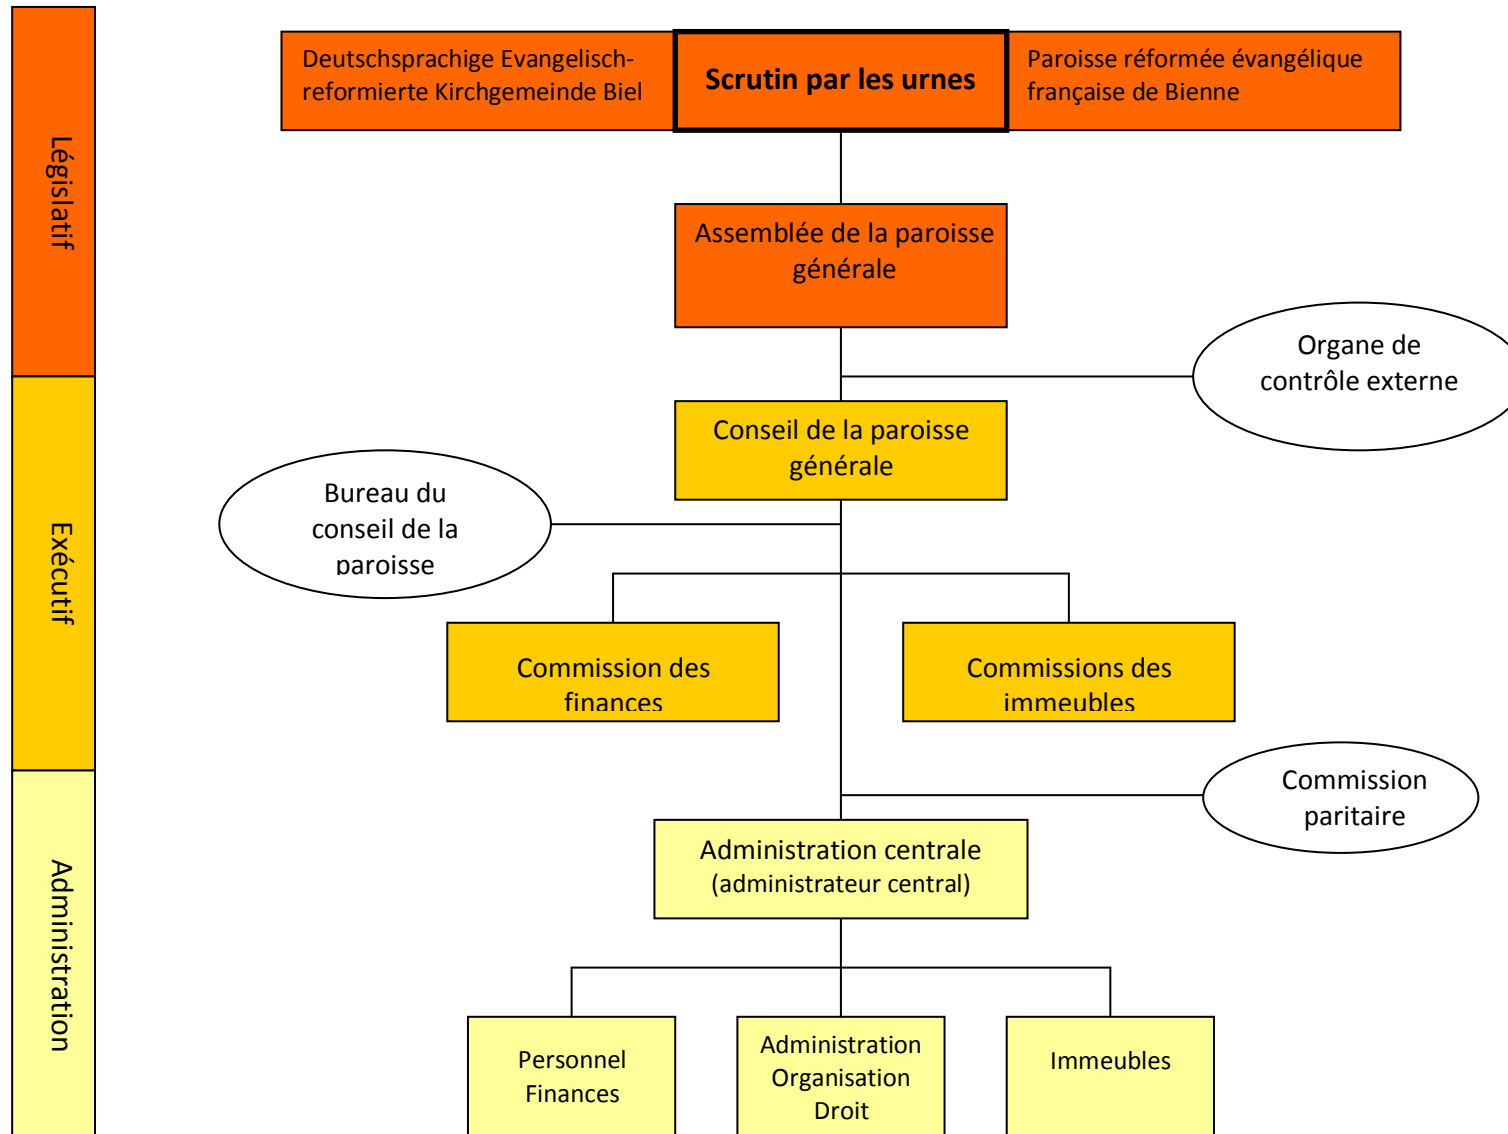 Législatif
Deutschsprachige Evangelisch-
reformierte Kirchgemeinde Biel
Scrutin par les urnes
Paroisse réformée évangélique
française de Bienne
Assemblée de la paroisse
générale
Organe de
contrôle externe
Exécutif
Conseil de la paroisse
générale
Bureau du
conseil de la
paroisse
Commission des
finances
Commissions des
immeubles
Commission
paritaire
Administration
Administration centrale
(administrateur central)
Personnel
Finances
Administration
Organisation
Droit
Immeubles